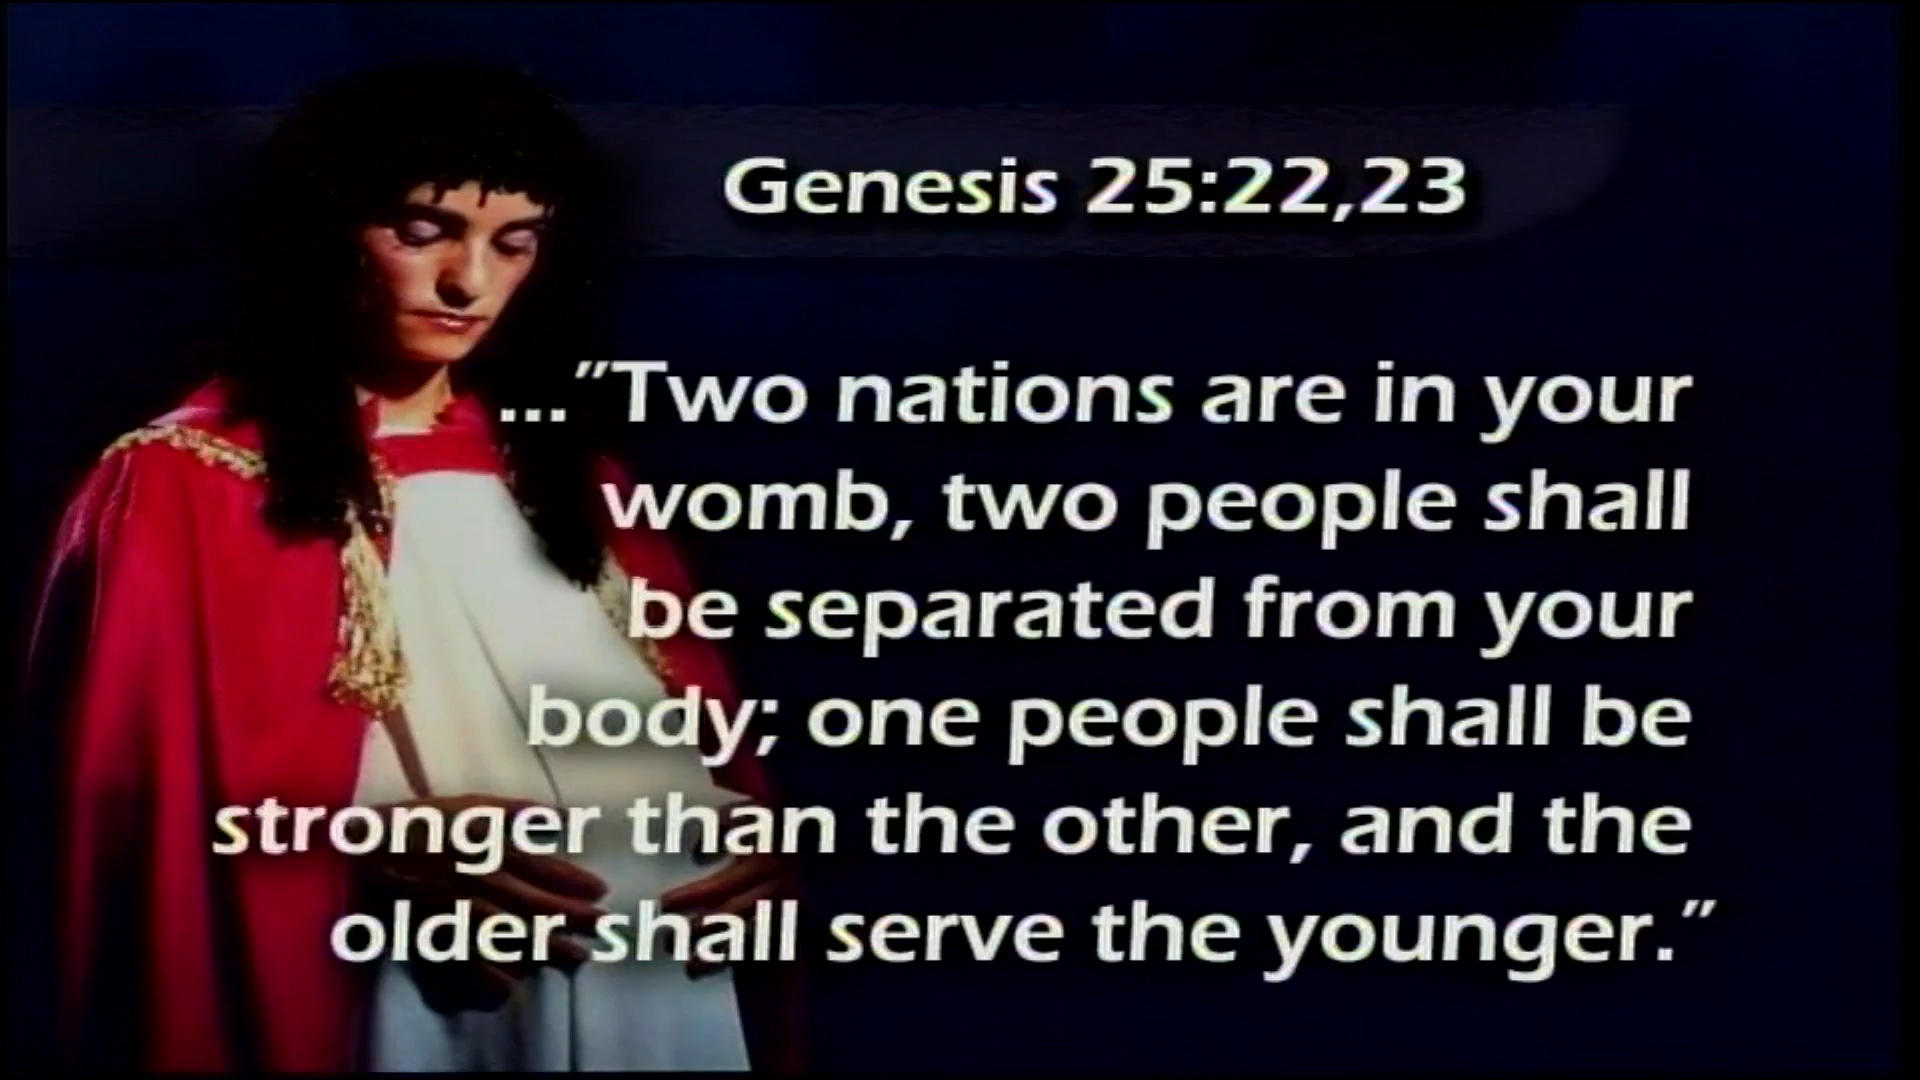 Genesis 25:22,23
..."Two nations are in your
womb, two people shall
be separated from your
body; one people shall be
stronger than the other, and the
older shall serve the younger."